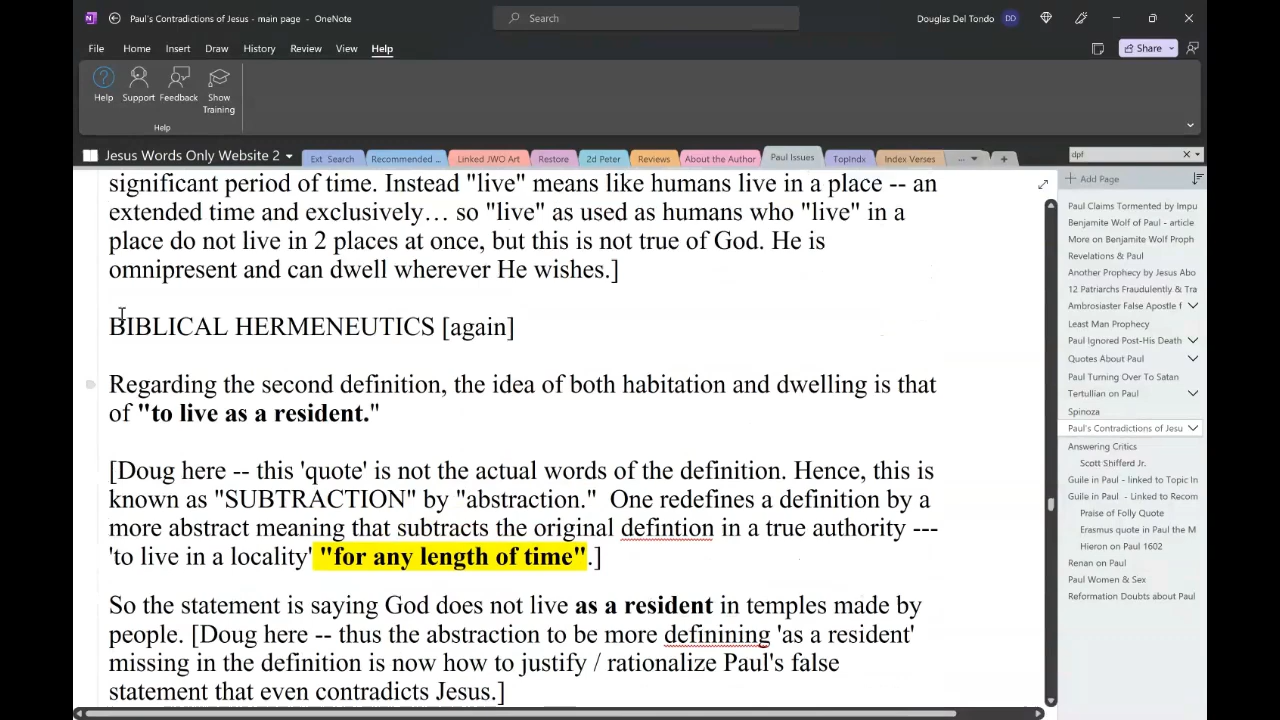 Paul's Contradictions of Jesus - main page - OneNote
Search
Douglas Del Tondo
DD
File Home Insert Draw History Review View Help
Share
Help Support Feedback Show Training
Help
Jesus Words Only Website 2
Ext Search Recommended ... Linked JWO Art Restore 2d Peter Reviews About the Author Paul Issues TopIndx Index Verses ... +
dpf
significant period of time. Instead "live" means like humans live in a place -- an
extended time and exclusively… so "live" as used as humans who "live" in a
place do not live in 2 places at once, but this is not true of God. He is
omnipresent and can dwell wherever He wishes.]
BIBLICAL HERMENEUTICS [again]
Regarding the second definition, the idea of both habitation and dwelling is that
of "to live as a resident."
[Doug here -- this 'quote' is not the actual words of the definition. Hence, this is
known as "SUBTRACTION" by "abstraction."  One redefines a definition by a
more abstract meaning that subtracts the original defintion in a true authority ---
'to live in a locality' "for any length of time".]
So the statement is saying God does not live as a resident in temples made by
people. [Doug here -- thus the abstraction to be more definining 'as a resident'
missing in the definition is now how to justify / rationalize Paul's false
statement that even contradicts Jesus.]
Add Page
Paul Claims Tormented by Impu
Benjamite Wolf of Paul - article
More on Benjamite Wolf Proph
Revelations & Paul
Another Prophecy by Jesus Abo
12 Patriarchs Fraudulently & Tra
Ambrosiaster False Apostle f
Least Man Prophecy
Paul Ignored Post-His Death
Quotes About Paul
Paul Turning Over To Satan
Tertullian on Paul
Spinoza
Paul's Contradictions of Jesu
Answering Critics
Scott Shifferd Jr.
Guile in Paul - linked to Topic In
Guile in Paul - Linked to Recom
Praise of Folly Quote
Erasmus quote in Paul the M
Hieron on Paul 1602
Renan on Paul
Paul Women & Sex
Reformation Doubts about Paul